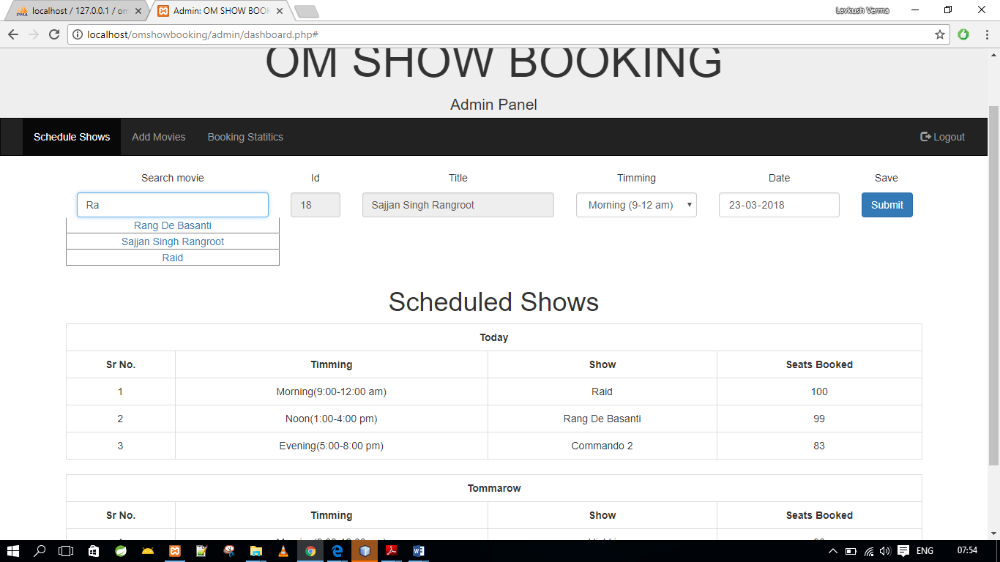 localhost / 127.0.0.1 / om
Admin: OM SHOW BOOK
Lavkush Verma
localhost/omshowbooking/admin/dashboard.php#
OM SHOW BOOKING
Admin Panel
Schedule Shows Add Movies Booking Statitics Logout
Search movie Id Title Timming Date Save
Ra 18 Sajjan Singh Rangroot Morning (9-12 am) 23-03-2018 Submit
Rang De Basanti
Sajjan Singh Rangroot
Raid
Scheduled Shows
Today
Sr No. Timming Show Seats Booked
1 Morning(9:00-12:00 am) Raid 100
2 Noon(1:00-4:00 pm) Rang De Basanti 99
3 Evening(5:00-8:00 pm) Commando 2 83
Tommarow
Sr No. Timming Show Seats Booked
ENG 07:54